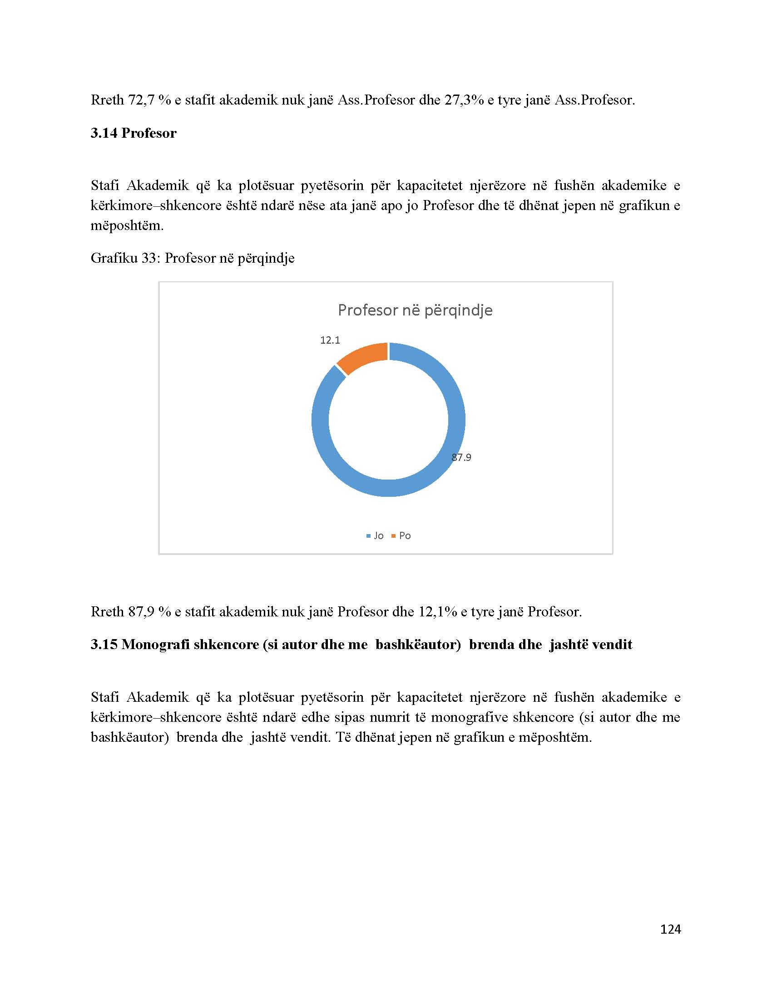 Rreth 72,7 % e stafit akademik nuk janë Ass.Profesor dhe 27,3% e tyre janë Ass.Profesor.
3.14 Profesor
Stafi Akademik që ka plotësuar pyetësorin për kapacitetet njerëzore në fushën akademike e
kërkimore–shkencore është ndarë nëse ata janë apo jo Profesor dhe të dhënat jepen në grafikun e
mëposhtëm.
Grafiku 33: Profesor në përqindje
Profesor në përqindje
12.1
87.9
Jo Po
Rreth 87,9 % e stafit akademik nuk janë Profesor dhe 12,1% e tyre janë Profesor.
3.15 Monografi shkencore (si autor dhe me  bashkëautor)  brenda dhe  jashtë vendit
Stafi Akademik që ka plotësuar pyetësorin për kapacitetet njerëzore në fushën akademike e
kërkimore–shkencore është ndarë edhe sipas numrit të monografive shkencore (si autor dhe me
bashkëautor)  brenda dhe  jashtë vendit. Të dhënat jepen në grafikun e mëposhtëm.
124